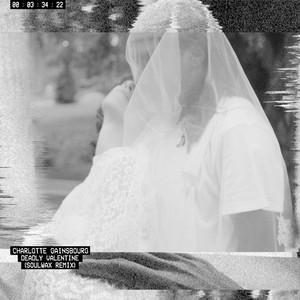 00:03:34:22
CHARLOTTE GAINSBOURG
DEADLY VALENTINE
(SOULWAX REMIX)